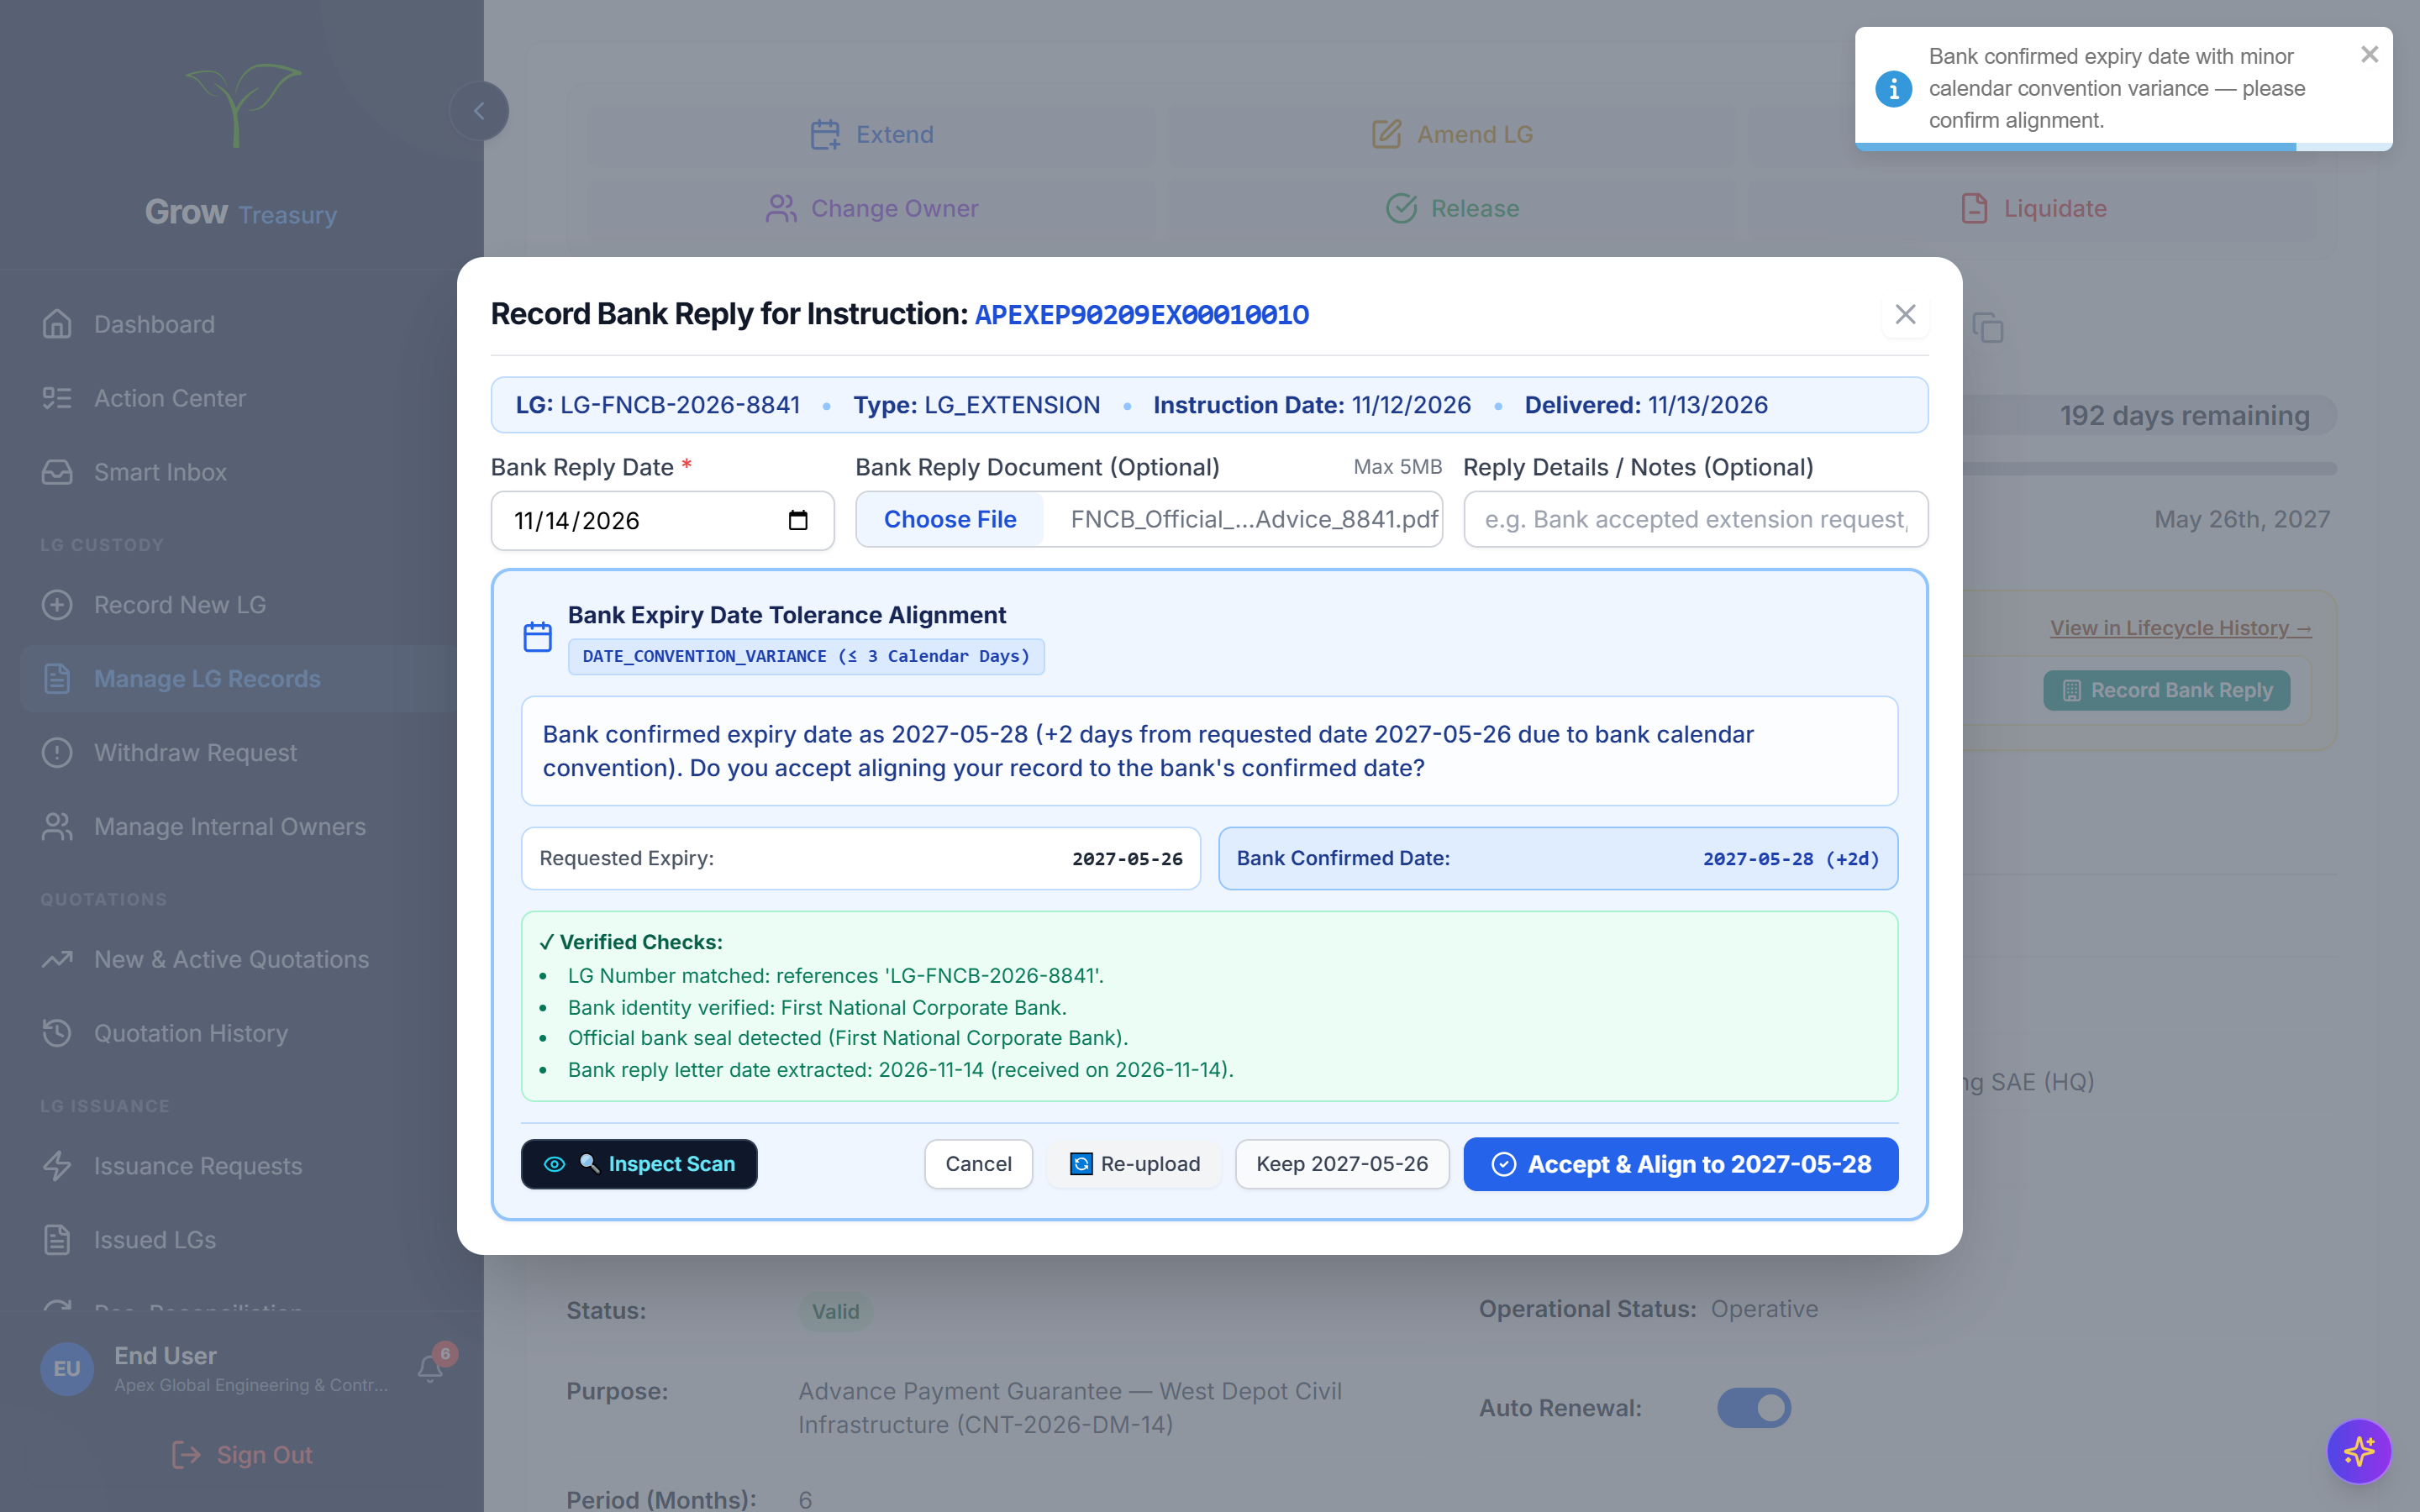 Grow Treasury
Dashboard
Action Center
Smart Inbox
LG CUSTODY
Record New LG
Manage LG Records
Withdraw Request
Manage Internal Owners
QUOTATIONS
New & Active Quotations
Quotation History
LG ISSUANCE
Issuance Requests
Issued LGs
EU
End User
Apex Global Engineering & Contr...
6
Sign Out
Extend
Amend LG
Change Owner
Release
Liquidate
Bank confirmed expiry date with minor
calendar convention variance — please
confirm alignment.
192 days remaining
May 26th, 2027
View in Lifecycle History →
Record Bank Reply
Record Bank Reply for Instruction: APEXEP90209EX0001001O
LG: LG-FNCB-2026-8841 • Type: LG_EXTENSION • Instruction Date: 11/12/2026 • Delivered: 11/13/2026
Bank Reply Date *
Bank Reply Document (Optional)
Max 5MB
Reply Details / Notes (Optional)
11/14/2026
Choose File
FNCB_Official_...Advice_8841.pdf
e.g. Bank accepted extension request,
Bank Expiry Date Tolerance Alignment
DATE_CONVENTION_VARIANCE (≤ 3 Calendar Days)
Bank confirmed expiry date as 2027-05-28 (+2 days from requested date 2027-05-26 due to bank calendar
convention). Do you accept aligning your record to the bank's confirmed date?
Requested Expiry: 2027-05-26
Bank Confirmed Date: 2027-05-28 (+2d)
✓ Verified Checks:
• LG Number matched: references 'LG-FNCB-2026-8841'.
• Bank identity verified: First National Corporate Bank.
• Official bank seal detected (First National Corporate Bank).
• Bank reply letter date extracted: 2026-11-14 (received on 2026-11-14).
Inspect Scan
Cancel
Re-upload
Keep 2027-05-26
Accept & Align to 2027-05-28
SAE (HQ)
Status: Valid
Operational Status: Operative
Purpose: Advance Payment Guarantee — West Depot Civil
Infrastructure (CNT-2026-DM-14)
Auto Renewal:
Period (Months): 6